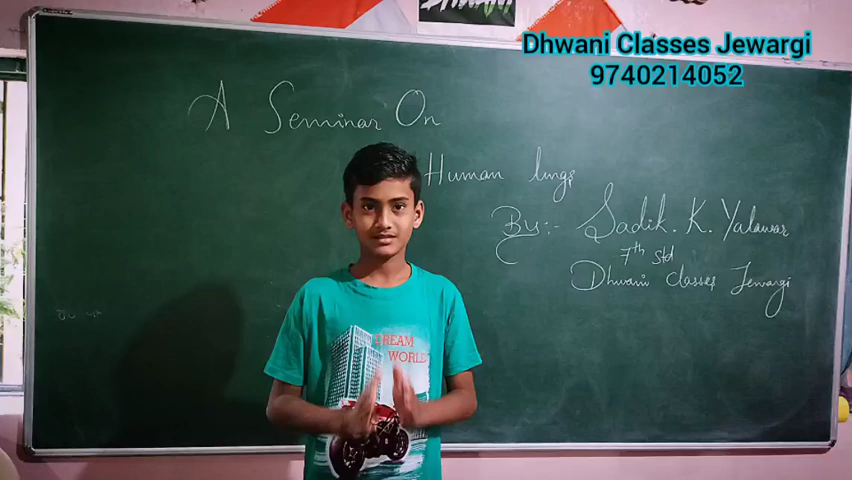 Dhwani Classes Jewargi
9740214052
A Seminar On
Human lungs
By:- Sadik. K. Yalawar
7th std
Dhwani classes Jewargi
DREAM
WORLD